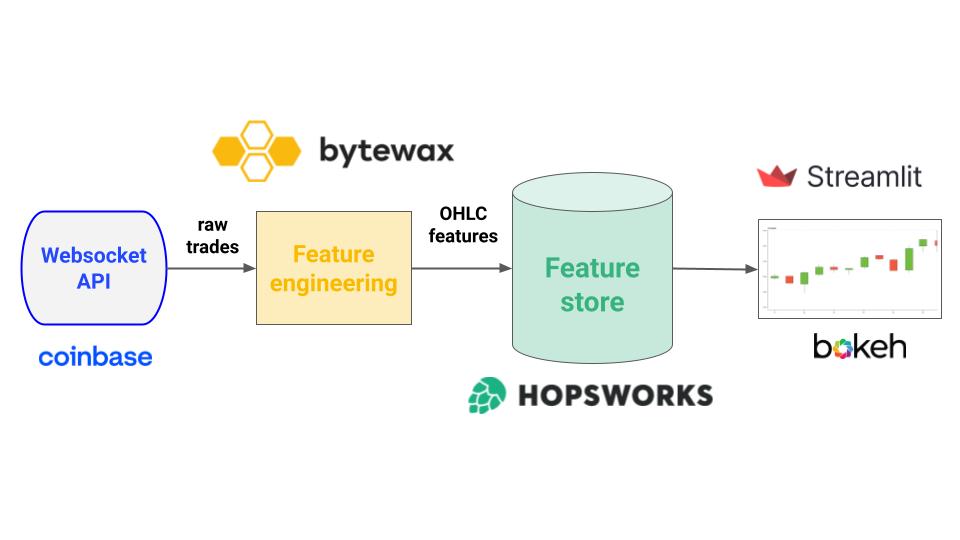 bytewax
Streamlit
raw
trades
OHLC
features
Websocket
API
Feature
engineering
Feature
store
coinbase
bokeh
HOPSWORKS